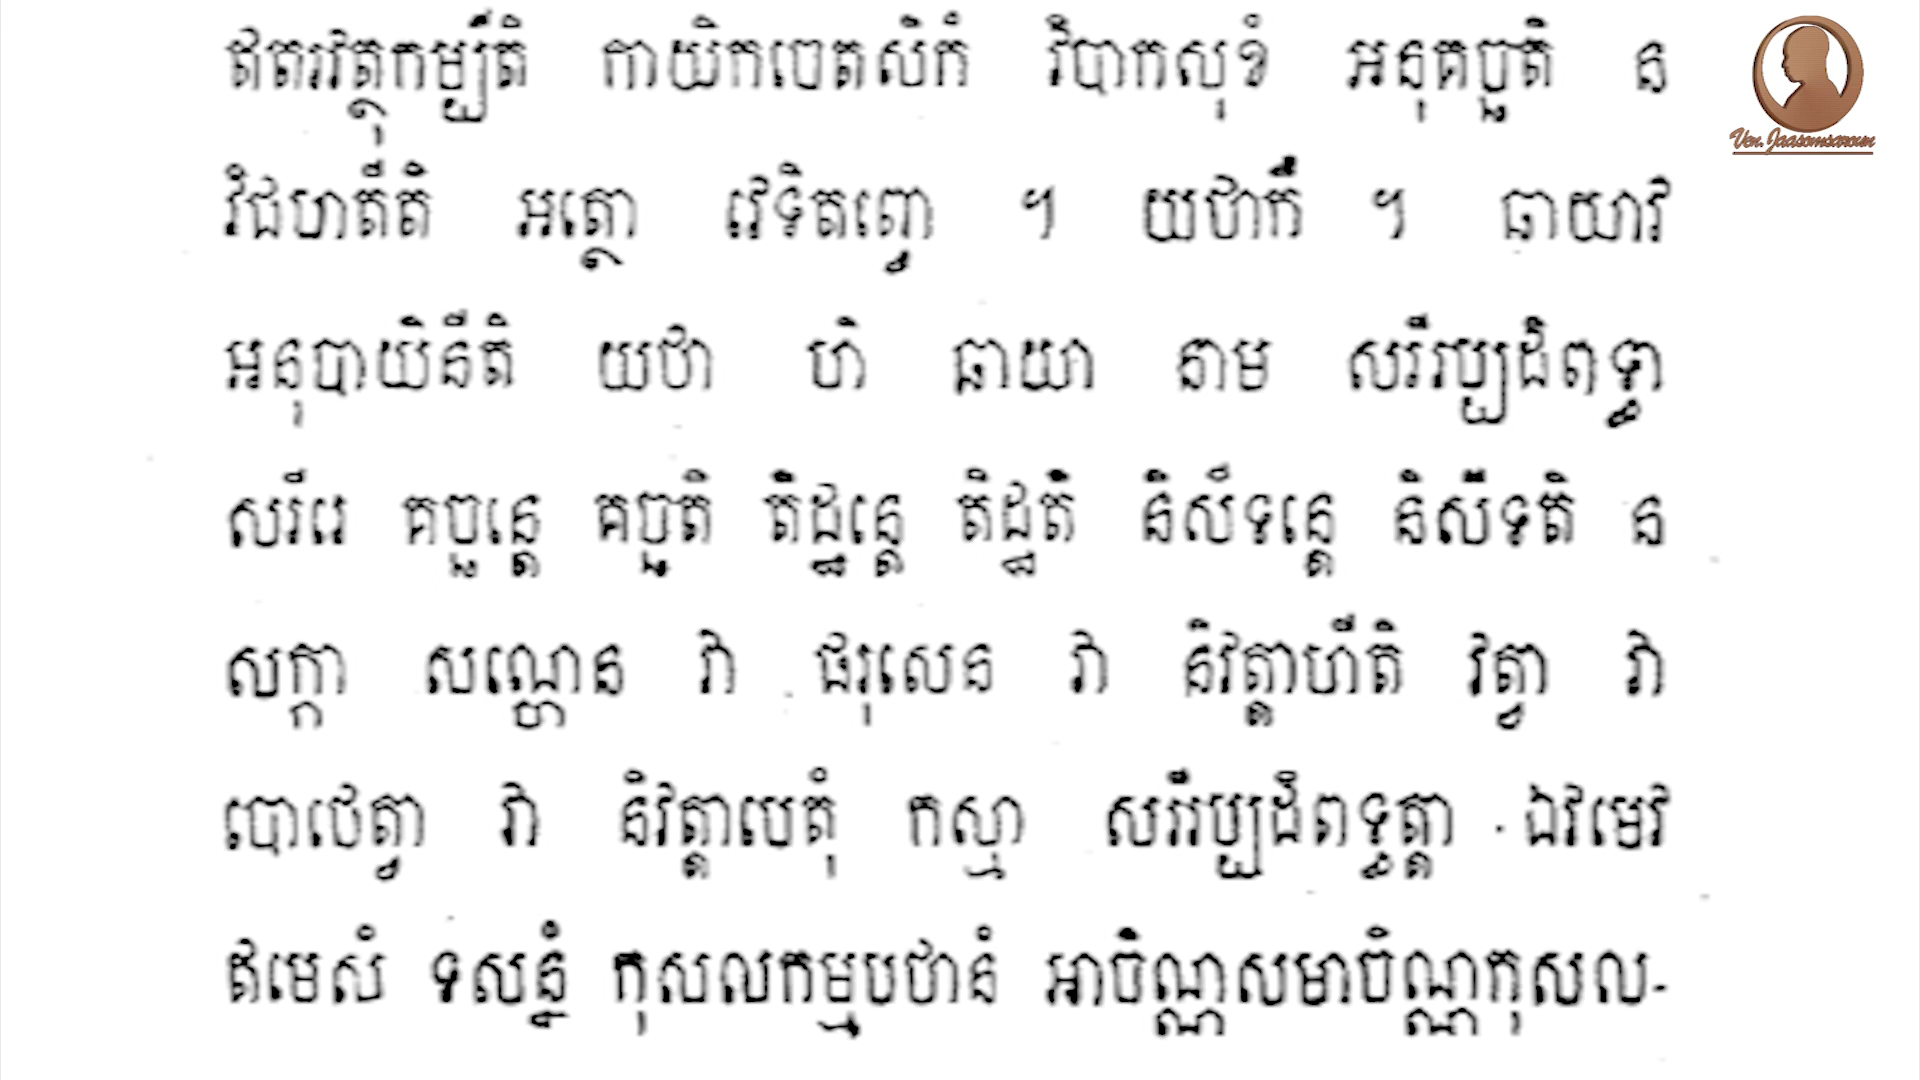 ឥតរវត្ថុកម្បីតិ កាយិកចេតសិកំ វិបាកសុខំ អនុគច្ឆតិ ន
វិជហាតីតិ អត្ថោ វេទិតព្វោ ។ យថាកឹ ។ ឆាយាវ
អនុបាយិនីតិ យថា ហិ ឆាយា នាម សរីរប្បដិពទ្ធា
សរីរេ គច្ឆន្តេ គច្ឆតិ តិដ្ឋន្តេ តិដ្ឋតិ និសីទន្តេ និសីទតិ ន
សក្កា សណ្ហេន វា ផរុសេន វា និវត្តាហីតិ វត្វា វា
បោថេត្វា វា និវត្តាបេតុំ កស្មា សរីរប្បដិពទ្ធត្តា ឯវមេវ
ឥមេសំ ទសន្នំ កុសលកម្មបថានំ អាចិណ្ណសមាចិណ្ណកុសល-
Ven. Jaasomsaroun